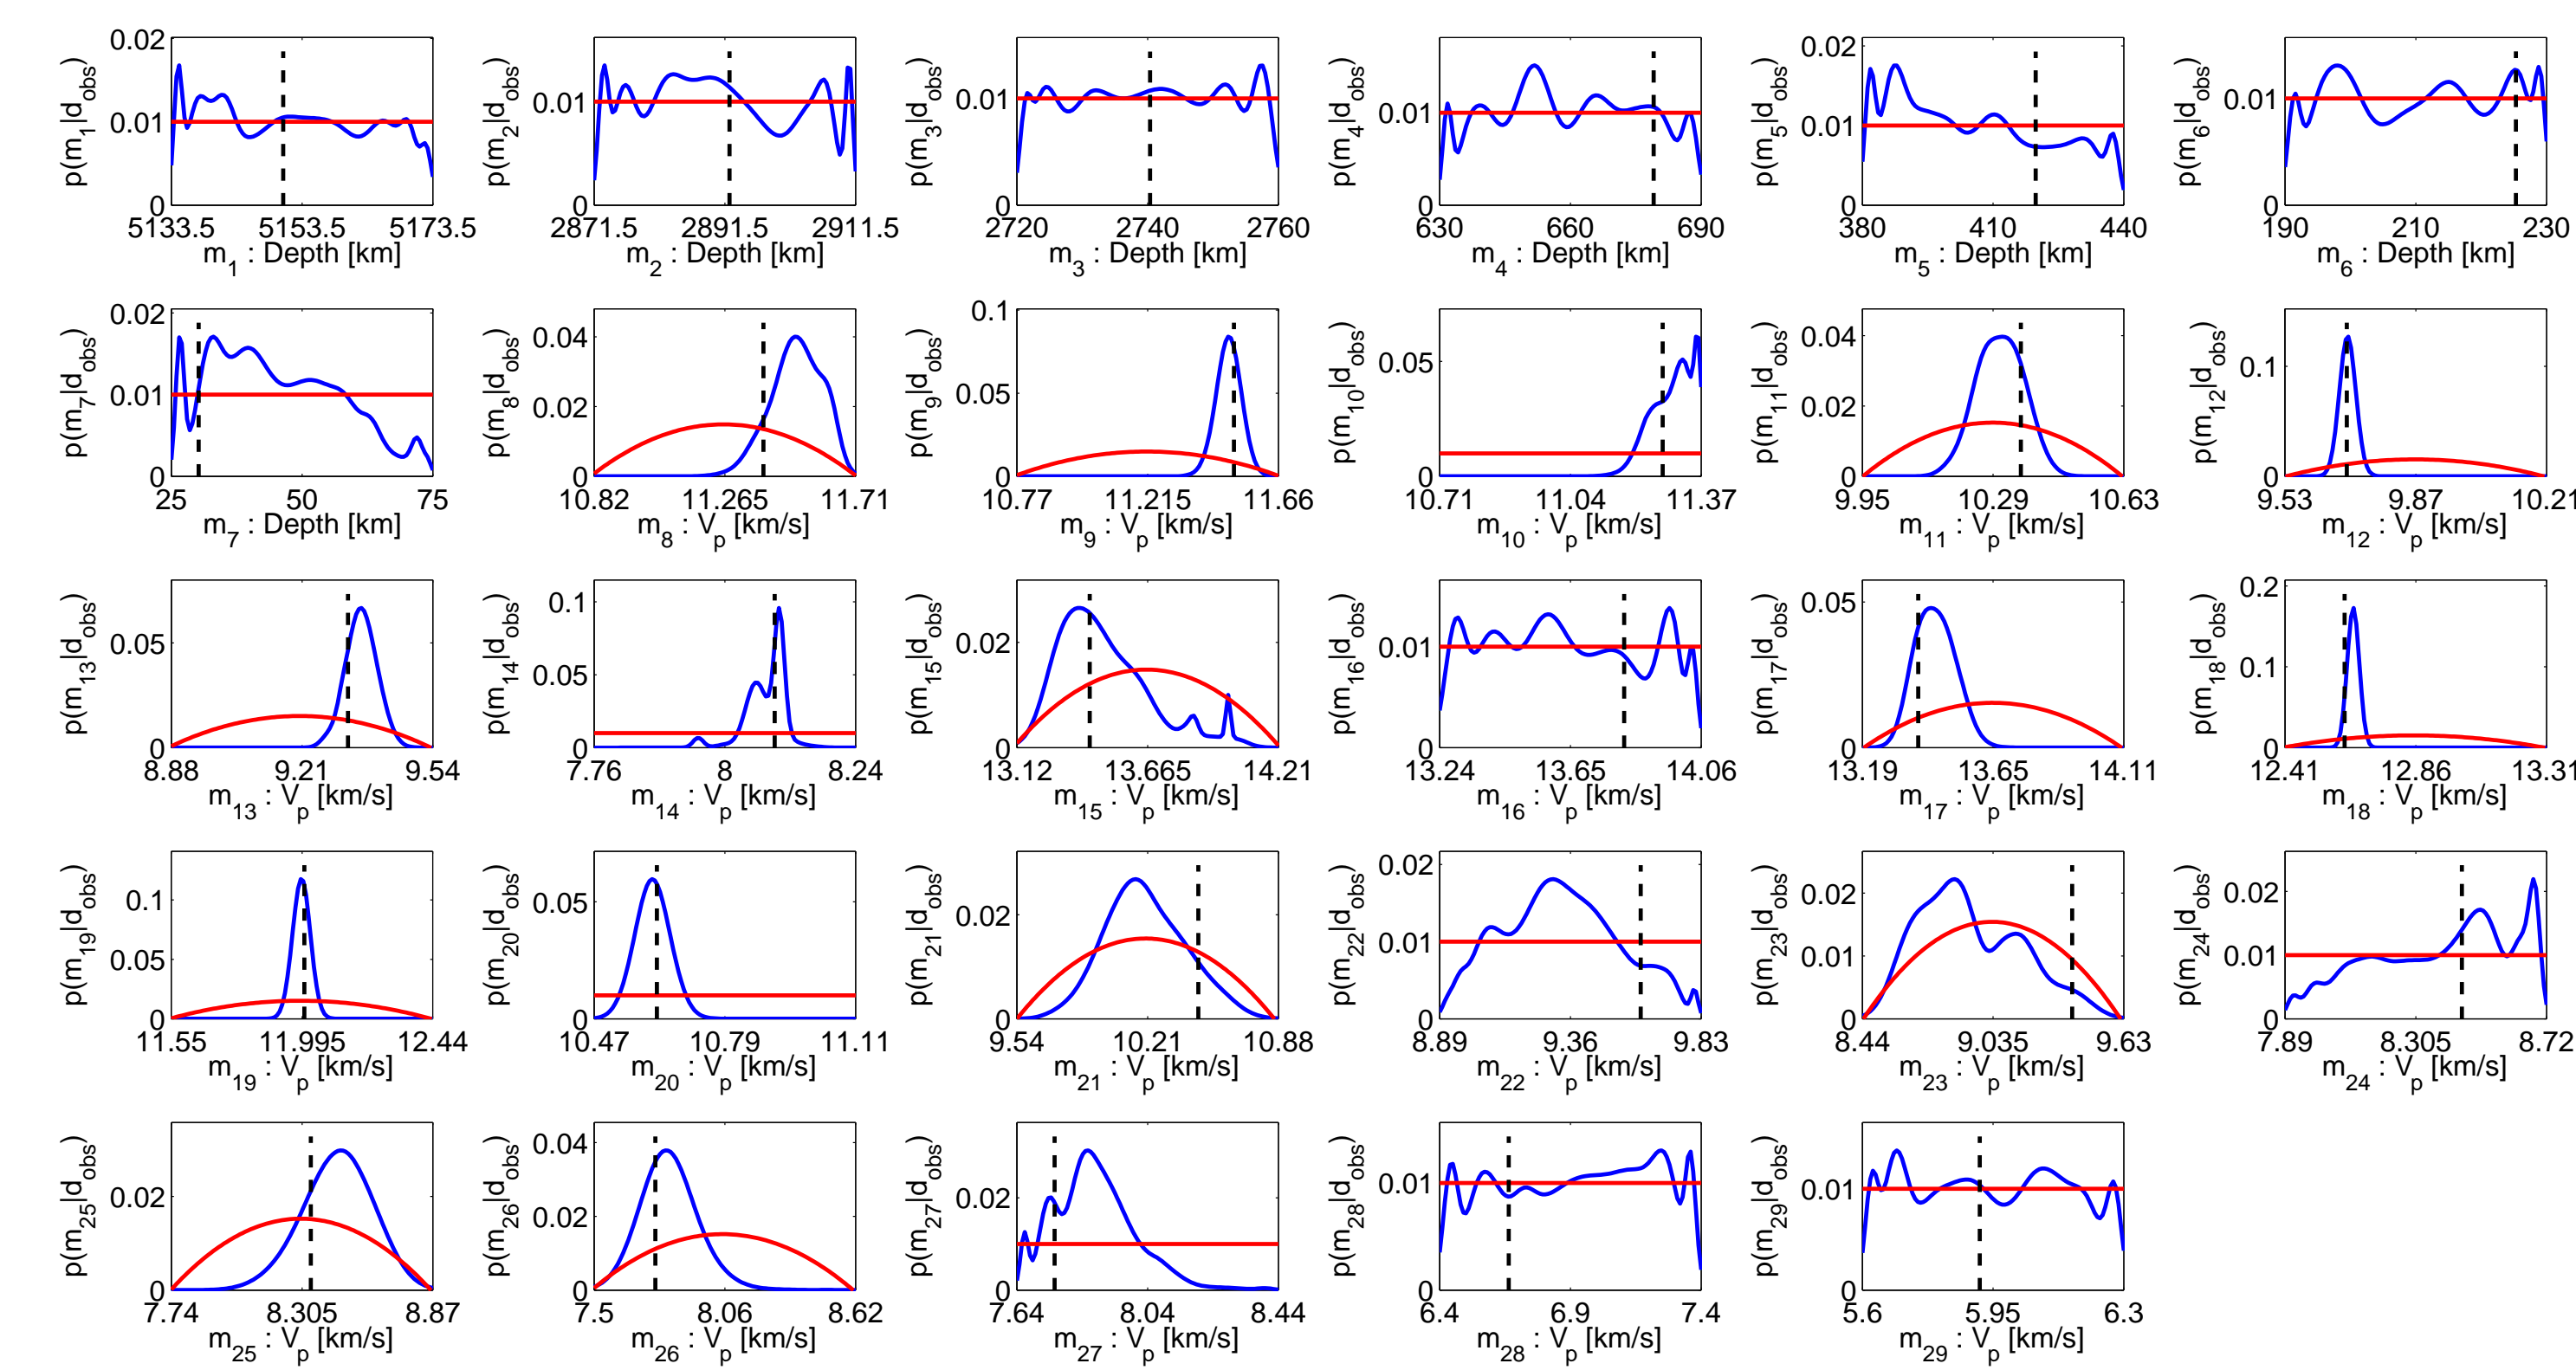 0.02
0.01
0
p(m1|dobs)
5133.5 5153.5 5173.5
m1 : Depth [km]
0.01
0
p(m2|dobs)
2871.5 2891.5 2911.5
m2 : Depth [km]
0.01
0
p(m3|dobs)
2720 2740 2760
m3 : Depth [km]
0.01
0
p(m4|dobs)
630 660 690
m4 : Depth [km]
0.02
0.01
0
p(m5|dobs)
380 410 440
m5 : Depth [km]
0.01
0
p(m6|dobs)
190 210 230
m6 : Depth [km]
0.02
0.01
0
p(m7|dobs)
25 50 75
m7 : Depth [km]
0.04
0.02
0
p(m8|dobs)
10.82 11.265 11.71
m8 : Vp [km/s]
0.1
0.05
0
p(m9|dobs)
10.77 11.215 11.66
m9 : Vp [km/s]
0.05
0
p(m10|dobs)
10.71 11.04 11.37
m10 : Vp [km/s]
0.04
0.02
0
p(m11|dobs)
9.95 10.29 10.63
m11 : Vp [km/s]
0.1
0
p(m12|dobs)
9.53 9.87 10.21
m12 : Vp [km/s]
0.05
0
p(m13|dobs)
8.88 9.21 9.54
m13 : Vp [km/s]
0.1
0.05
0
p(m14|dobs)
7.76 8 8.24
m14 : Vp [km/s]
0.02
0
p(m15|dobs)
13.12 13.665 14.21
m15 : Vp [km/s]
0.01
0
p(m16|dobs)
13.24 13.65 14.06
m16 : Vp [km/s]
0.05
0
p(m17|dobs)
13.19 13.65 14.11
m17 : Vp [km/s]
0.2
0.1
0
p(m18|dobs)
12.41 12.86 13.31
m18 : Vp [km/s]
0.1
0.05
0
p(m19|dobs)
11.55 11.995 12.44
m19 : Vp [km/s]
0.05
0
p(m20|dobs)
10.47 10.79 11.11
m20 : Vp [km/s]
0.02
0
p(m21|dobs)
9.54 10.21 10.88
m21 : Vp [km/s]
0.02
0.01
0
p(m22|dobs)
8.89 9.36 9.83
m22 : Vp [km/s]
0.02
0.01
0
p(m23|dobs)
8.44 9.035 9.63
m23 : Vp [km/s]
0.02
0.01
0
p(m24|dobs)
7.89 8.305 8.72
m24 : Vp [km/s]
0.02
0
p(m25|dobs)
7.74 8.305 8.87
m25 : Vp [km/s]
0.04
0.02
0
p(m26|dobs)
7.5 8.06 8.62
m26 : Vp [km/s]
0.02
0
p(m27|dobs)
7.64 8.04 8.44
m27 : Vp [km/s]
0.01
0
p(m28|dobs)
6.4 6.9 7.4
m28 : Vp [km/s]
0.01
0
p(m29|dobs)
5.6 5.95 6.3
m29 : Vp [km/s]